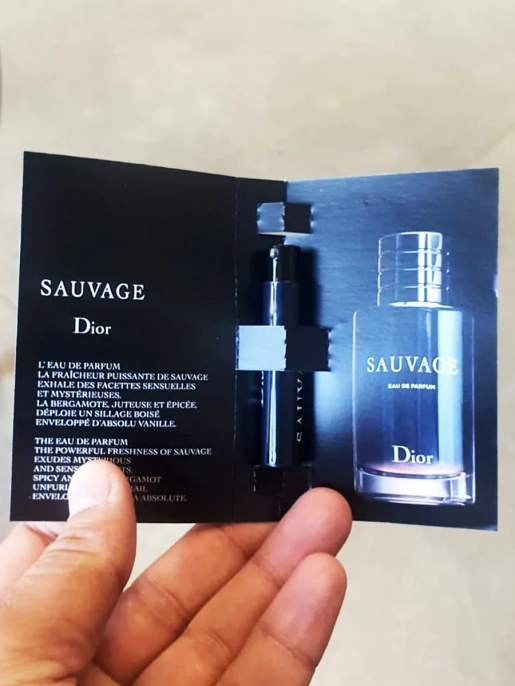 SAUVAGE
Dior
L'EAU DE PARFUM
LA FRAÎCHEUR PUISSANTE DE SAUVAGE
EXHALE DES FACETTES SENSUELLES
ET MYSTÉRIEUSES.
LA BERGAMOTE, JUTEUSE ET ÉPICÉE,
DÉPLOIE UN SILLAGE BOISÉ
ENVELOPPÉ D'ABSOLU VANILLE.
THE EAU DE PARFUM
THE POWERFUL FRESHNESS OF SAUVAGE
EXUDES MYSTERIOUS
AND
SPICY
ABSOLUTE.
SAUVA
SAUVAGE
EAU DE PARFUM
Dior